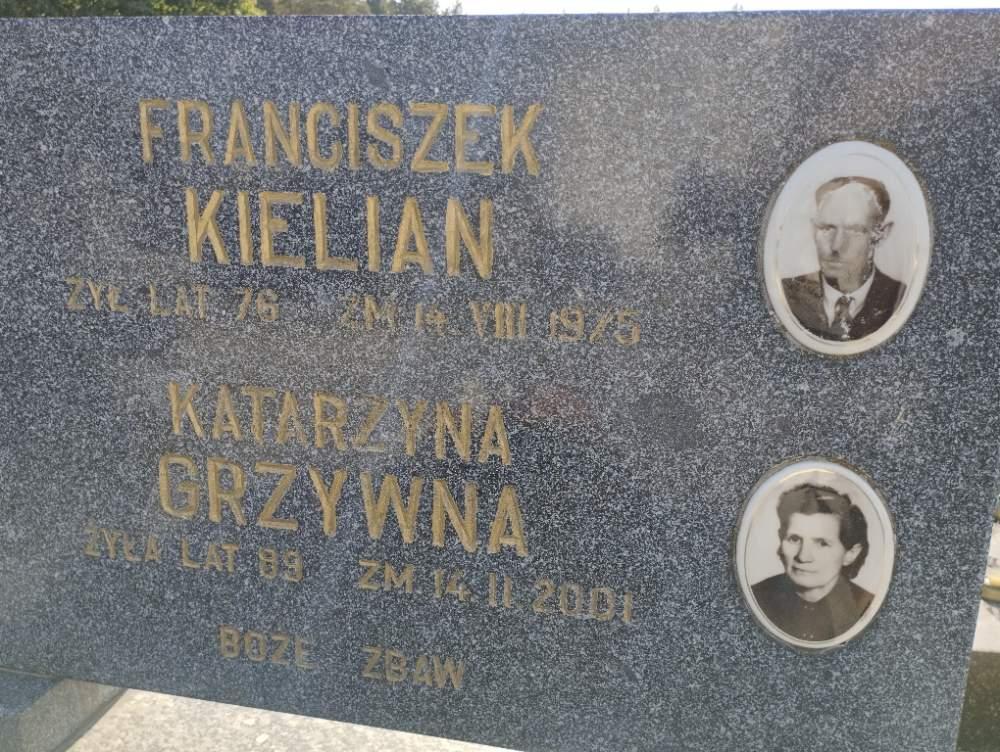 FRANCISZEK
KIELIAN
ŻYŁ LAT 76 ZM 14 VIII 1975
KATARZYNA
GRZYWNA
ŻYŁA LAT 89 ZM 14 II 2001
BOŻE ZBAW